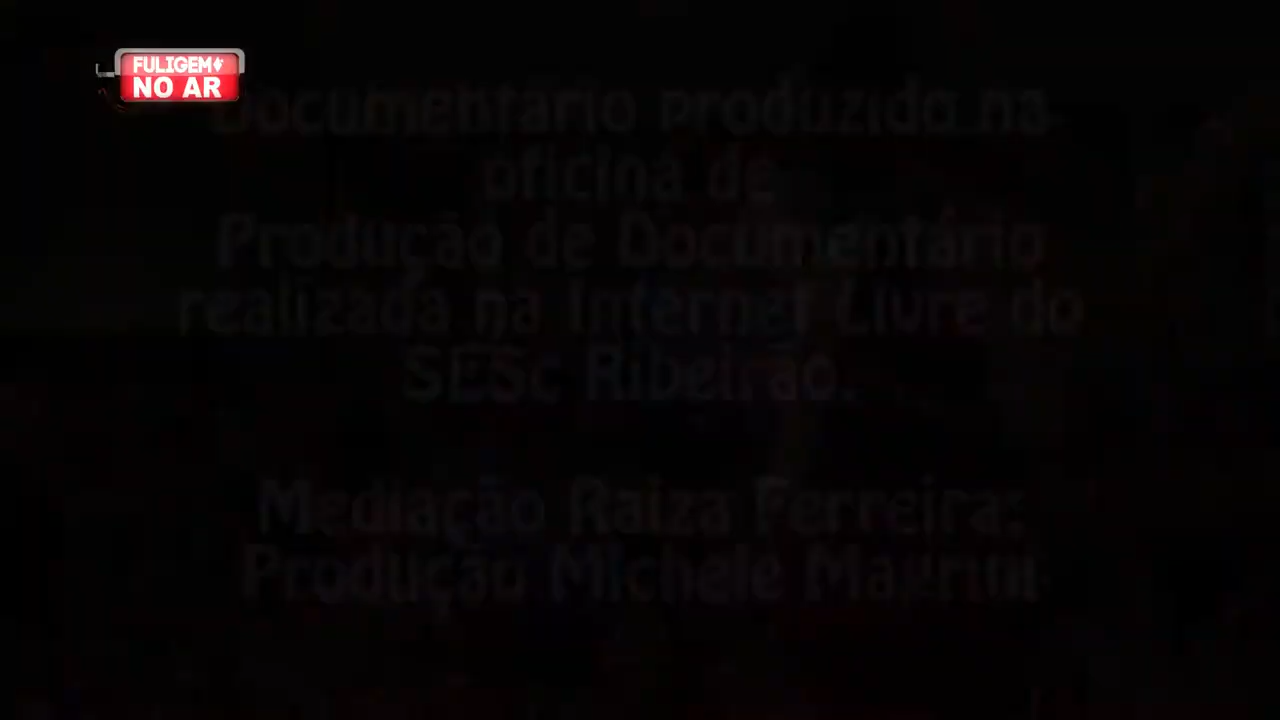 FULIGEM
NO AR
Documentário produzido na
oficina de
Produção de Documentário
realizada na Internet Livre do
SESc Ribeirão.
Mediação Raiza Ferreira:
Produção Michele